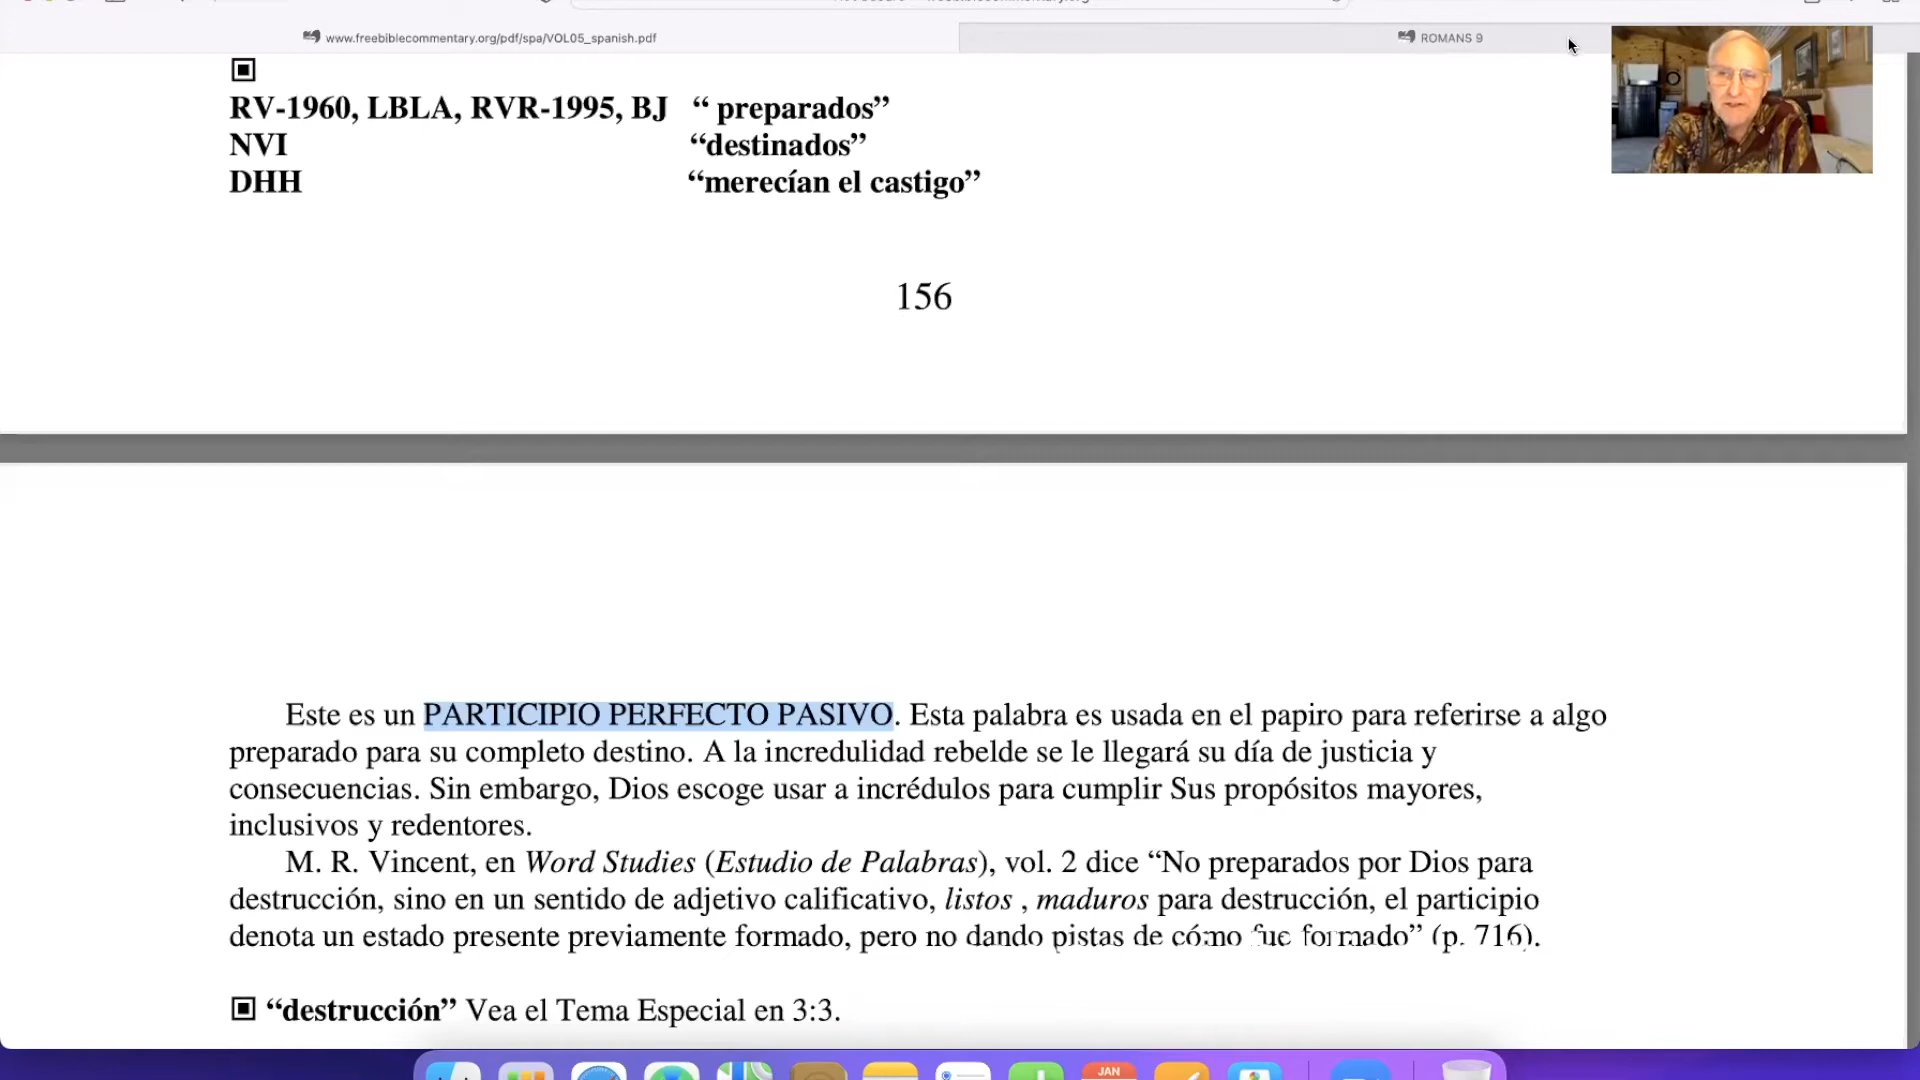 www.freebiblecommentary.org/pdf/spa/VOL05_spanish.pdf
ROMANS 9
RV-1960, LBLA, RVR-1995, BJ “ preparados”
NVI “destinados”
DHH “merecían el castigo”
156
Este es un PARTICIPIO PERFECTO PASIVO. Esta palabra es usada en el papiro para referirse a algo
preparado para su completo destino. A la incredulidad rebelde se le llegará su día de justicia y
consecuencias. Sin embargo, Dios escoge usar a incrédulos para cumplir Sus propósitos mayores,
inclusivos y redentores.
M. R. Vincent, en Word Studies (Estudio de Palabras), vol. 2 dice “No preparados por Dios para
destrucción, sino en un sentido de adjetivo calificativo, listos , maduros para destrucción, el participio
denota un estado presente previamente formado, pero no dando pistas de cómo fue formado” (p. 716).
“destrucción” Vea el Tema Especial en 3:3.
JAN